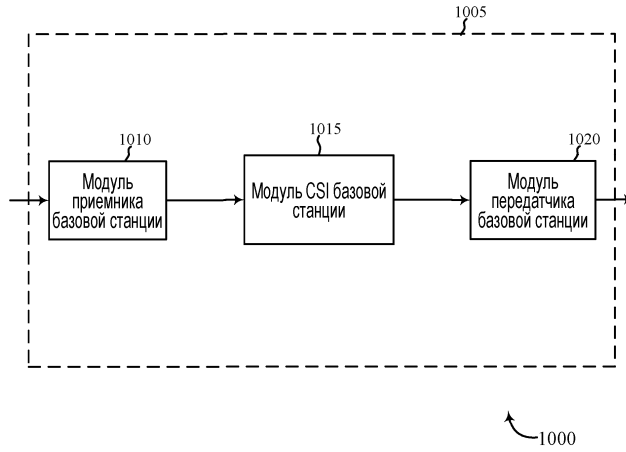 1005
1010
1015
1020
Модуль
приемника
базовой станции
Модуль CSI базовой
станции
Модуль
передатчика
базовой станции
1000